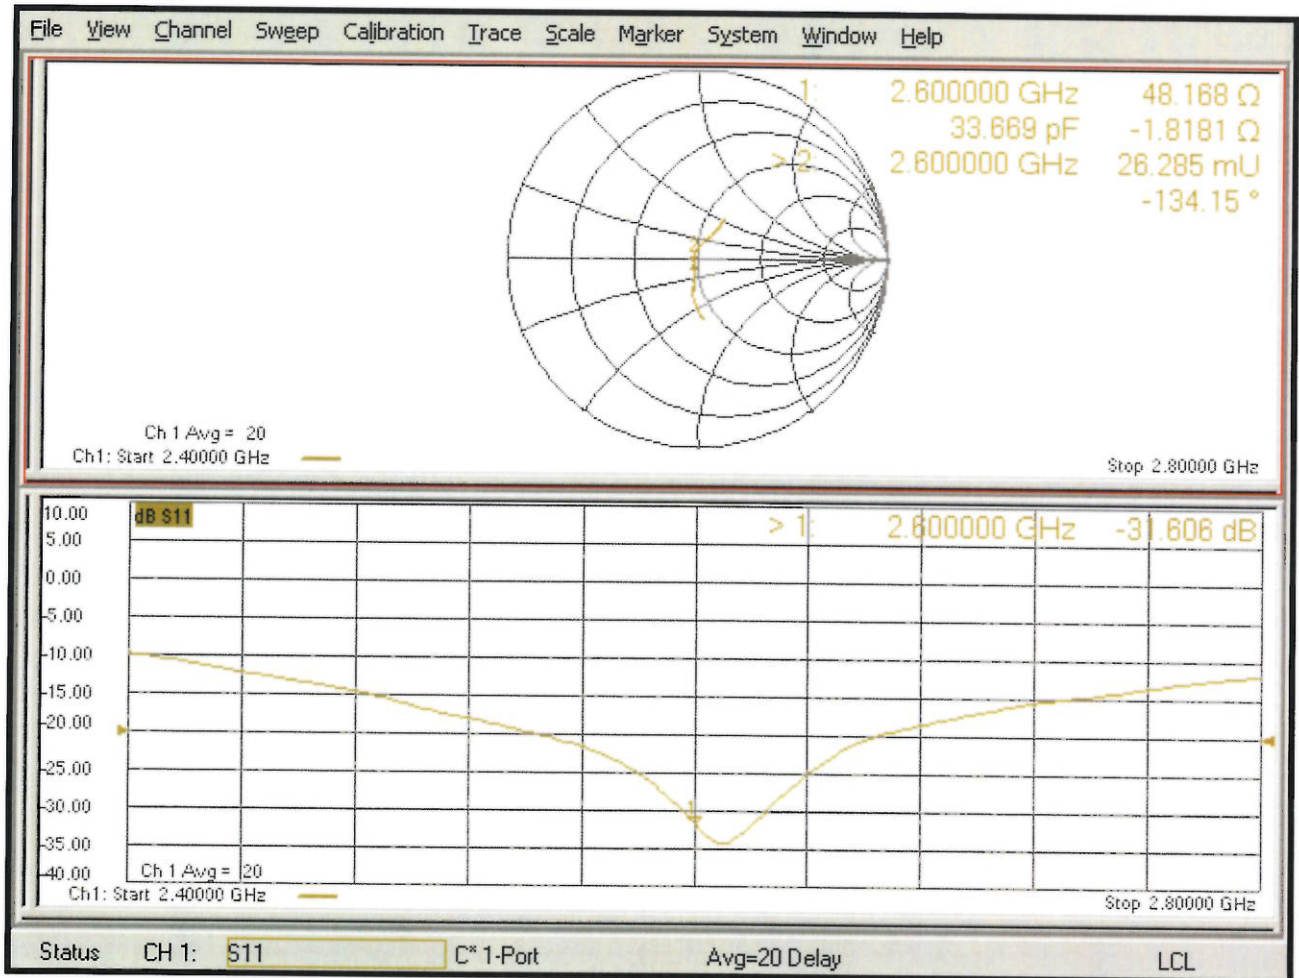 File View Channel Sweep Calibration Trace Scale Marker System Window Help
1: 2.600000 GHz 48.168 Ω
33.669 pF -1.8181 Ω
> 2: 2.600000 GHz 26.285 mU
-134.15 °
Ch 1 Avg = 20
Ch1: Start 2.40000 GHz
Stop 2.80000 GHz
10.00
dB S11
> 1: 2.600000 GHz -31.606 dB
5.00
0.00
-5.00
-10.00
-15.00
-20.00
-25.00
-30.00
1
-35.00
-40.00
Ch 1 Avg = 20
Ch1: Start 2.40000 GHz
Stop 2.80000 GHz
Status CH 1: S11 C* 1-Port Avg=20 Delay LCL